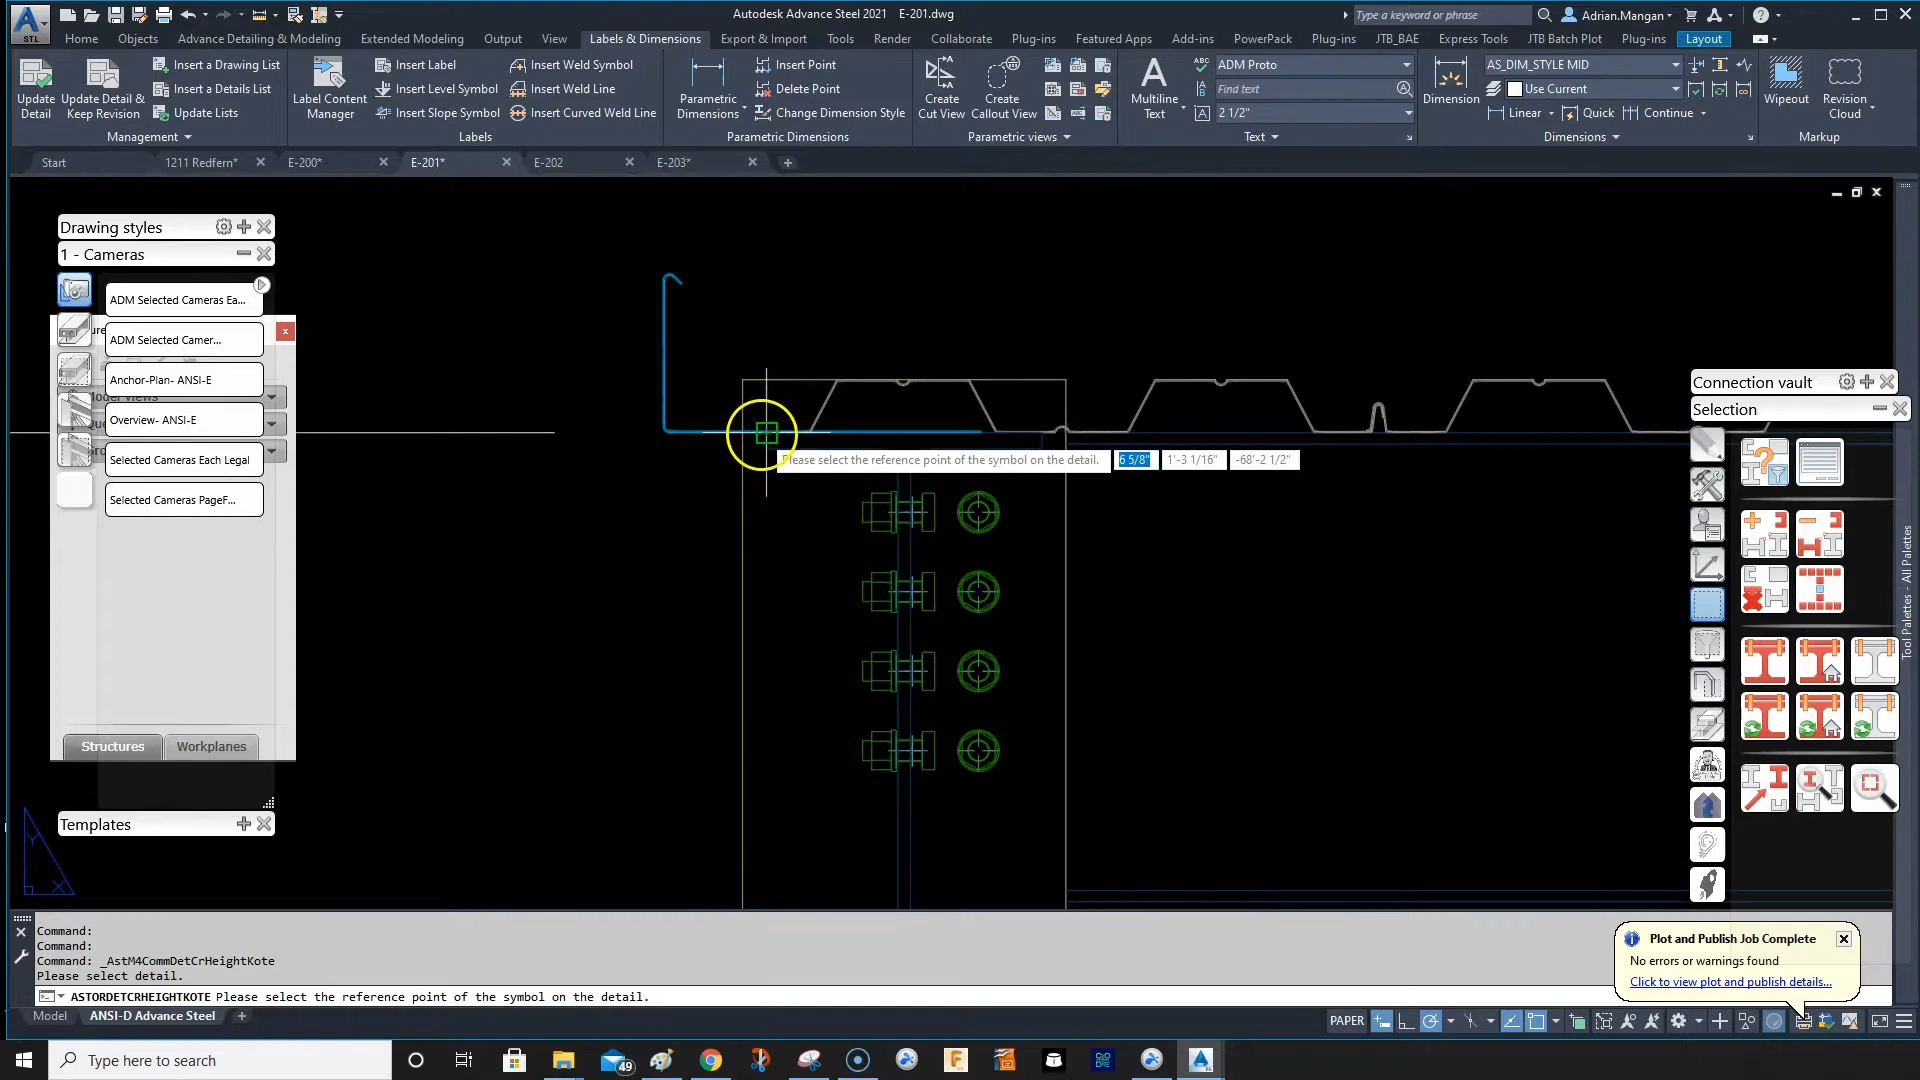 Autodesk Advance Steel 2021 E-201.dwg
Type a keyword or phrase
Adrian.Mangan
STL
Home Objects Advance Detailing & Modeling Extended Modeling Output View Labels & Dimensions Export & Import Tools Render Collaborate Plug-ins Featured Apps Add-ins PowerPack Plug-ins JTB_BAE Express Tools JTB Batch Plot Plug-ins Layout
Update Detail
Update Detail & Keep Revision
Insert a Drawing List
Insert a Details List
Update Lists
Management
Label Content Manager
Insert Label
Insert Level Symbol
Insert Slope Symbol
Insert Weld Symbol
Insert Weld Line
Insert Curved Weld Line
Labels
Parametric Dimensions
Insert Point
Delete Point
Change Dimension Style
Parametric Dimensions
Create Cut View
Create Callout View
Parametric views
Multiline Text
ADM Proto
Find text
2 1/2"
Text
Dimension
AS_DIM_STYLE MID
Use Current
Linear Quick Continue
Dimensions
Wipeout
Revision Cloud
Markup
Start 1211 Redfern* E-200* E-201* E-202 E-203*
Drawing styles
1 - Cameras
ADM Selected Cameras Ea...
ADM Selected Camer...
Anchor-Plan- ANSI-E
Overview- ANSI-E
Selected Cameras Each Legal
Selected Cameras PageF...
Structures Workplanes
Templates
Please select the reference point of the symbol on the detail. 6 5/8" 1'-3 1/16" -68'-2 1/2"
Connection vault
Selection
Tool Palettes - All Palettes
Command:
Command:
Command: _AstM4CommDetCrHeightKote
Please select detail.
ASTORDETCRHEIGHTKOTE Please select the reference point of the symbol on the detail.
Plot and Publish Job Complete
No errors or warnings found
Click to view plot and publish details...
Model ANSI-D Advance Steel
PAPER
Type here to search
49